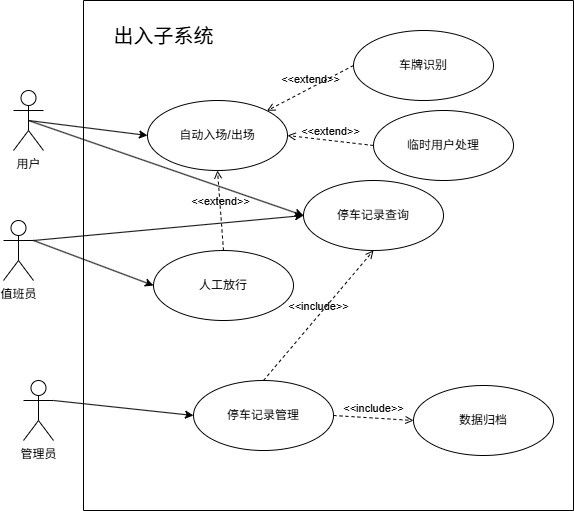 出入子系统
车牌识别
<<extend>>
自动入场/出场
<<extend>>
临时用户处理
用户
<<extend>>
停车记录查询
值班员
人工放行
<<include>>
停车记录管理
<<include>>
数据归档
管理员